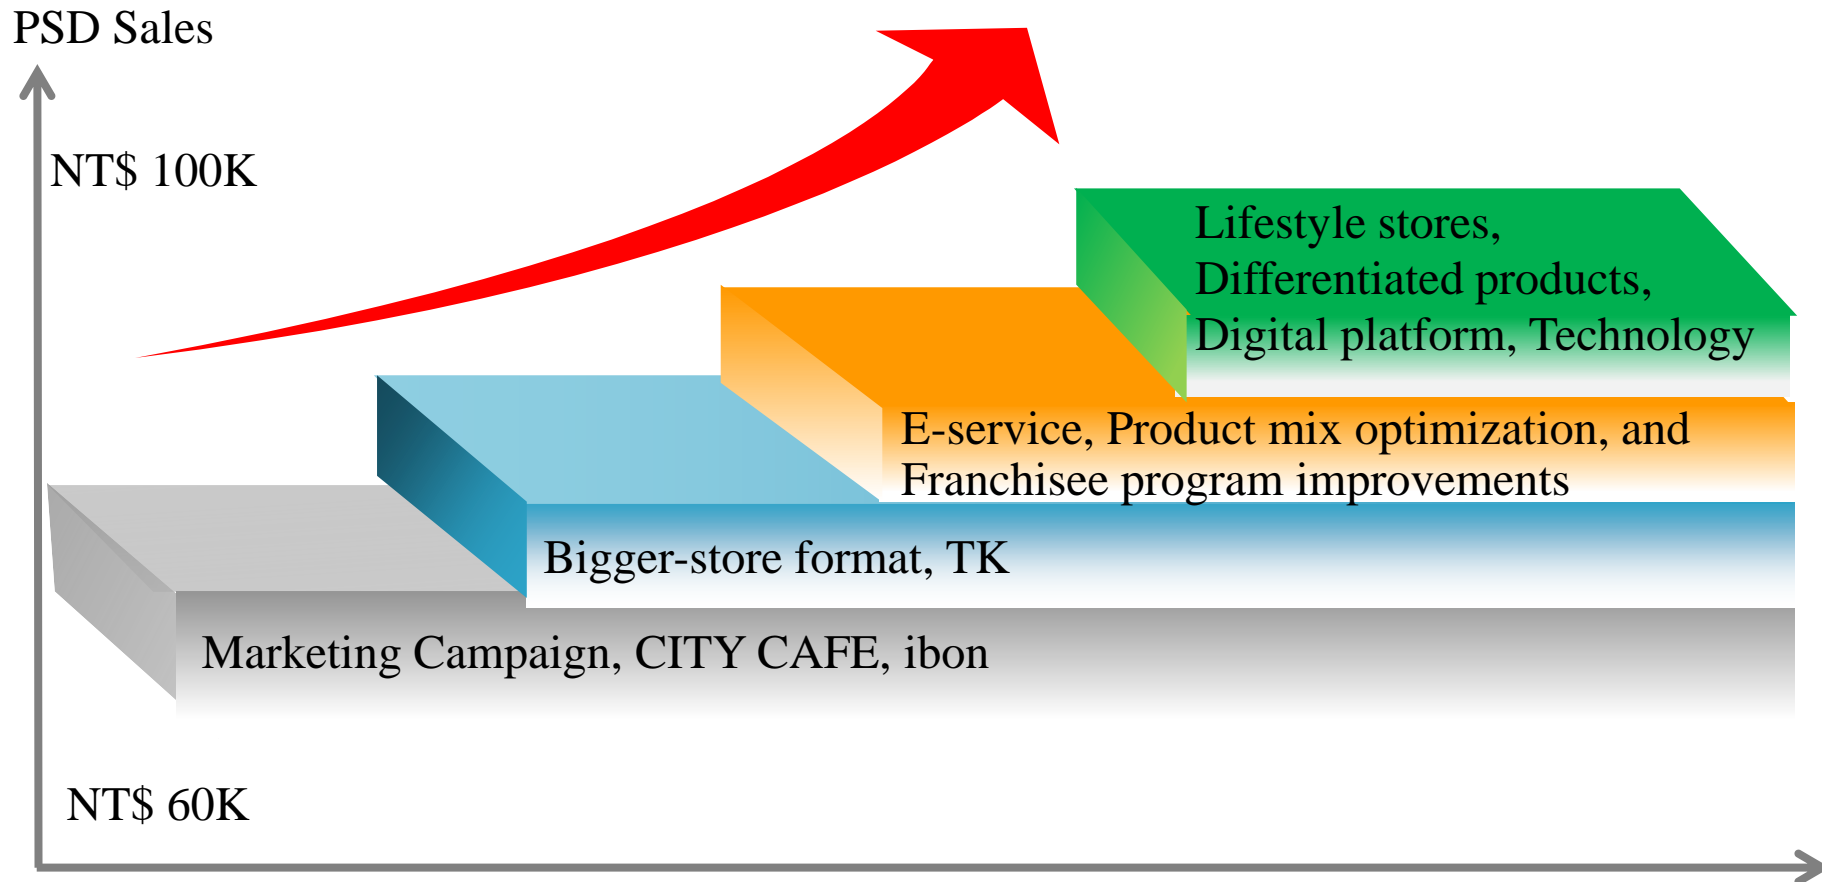 PSD Sales
NT$ 100K
Lifestyle stores,
Differentiated products,
Digital platform, Technology
E-service, Product mix optimization, and
Franchisee program improvements
Bigger-store format, TK
Marketing Campaign, CITY CAFE, ibon
NT$ 60K